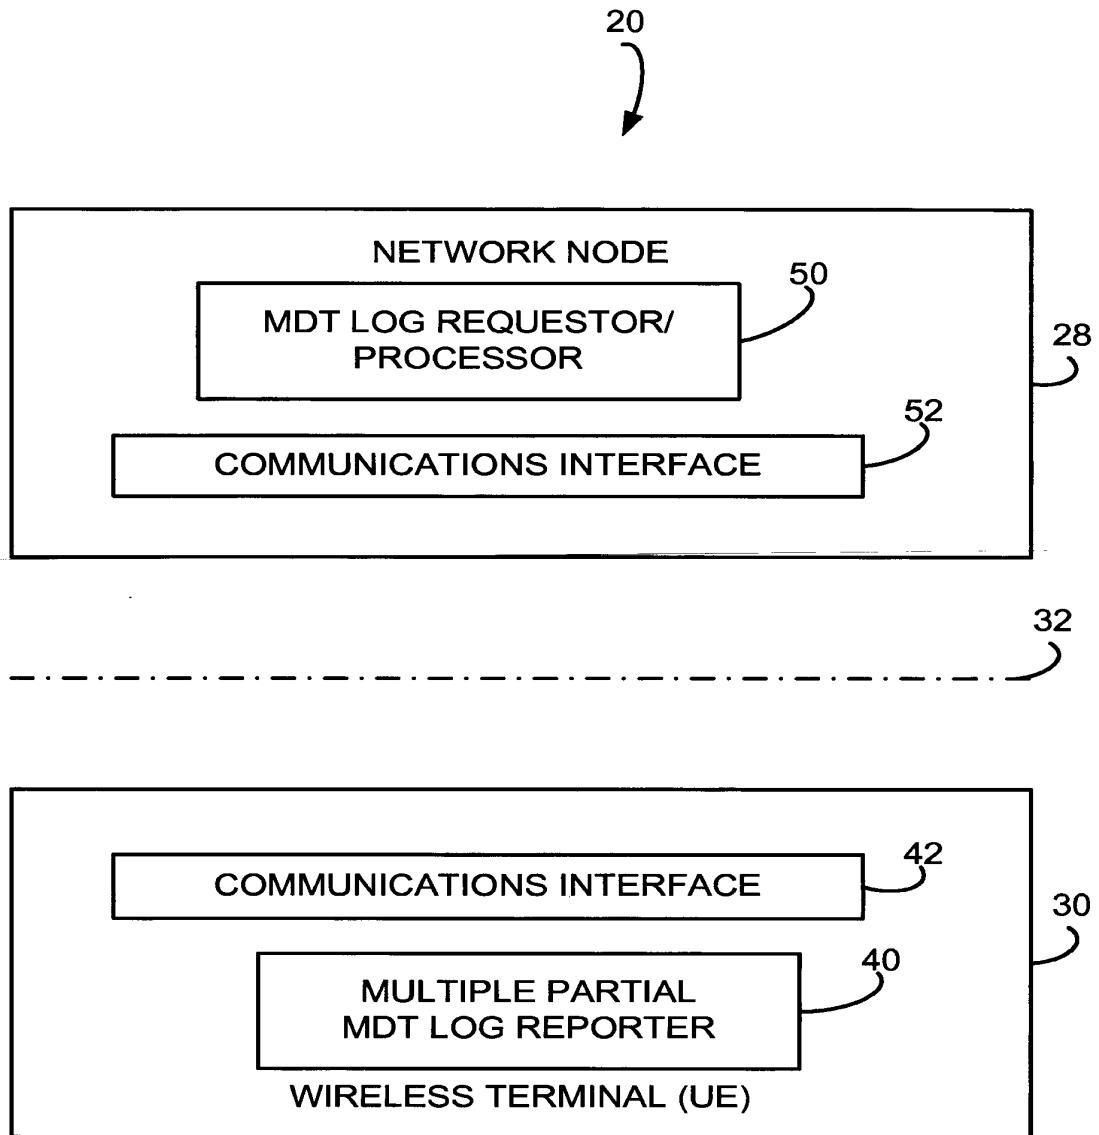 20
NETWORK NODE
50
MDT LOG REQUESTOR/
PROCESSOR
28
52
COMMUNICATIONS INTERFACE
32
42
COMMUNICATIONS INTERFACE
30
40
MULTIPLE PARTIAL
MDT LOG REPORTER
WIRELESS TERMINAL (UE)